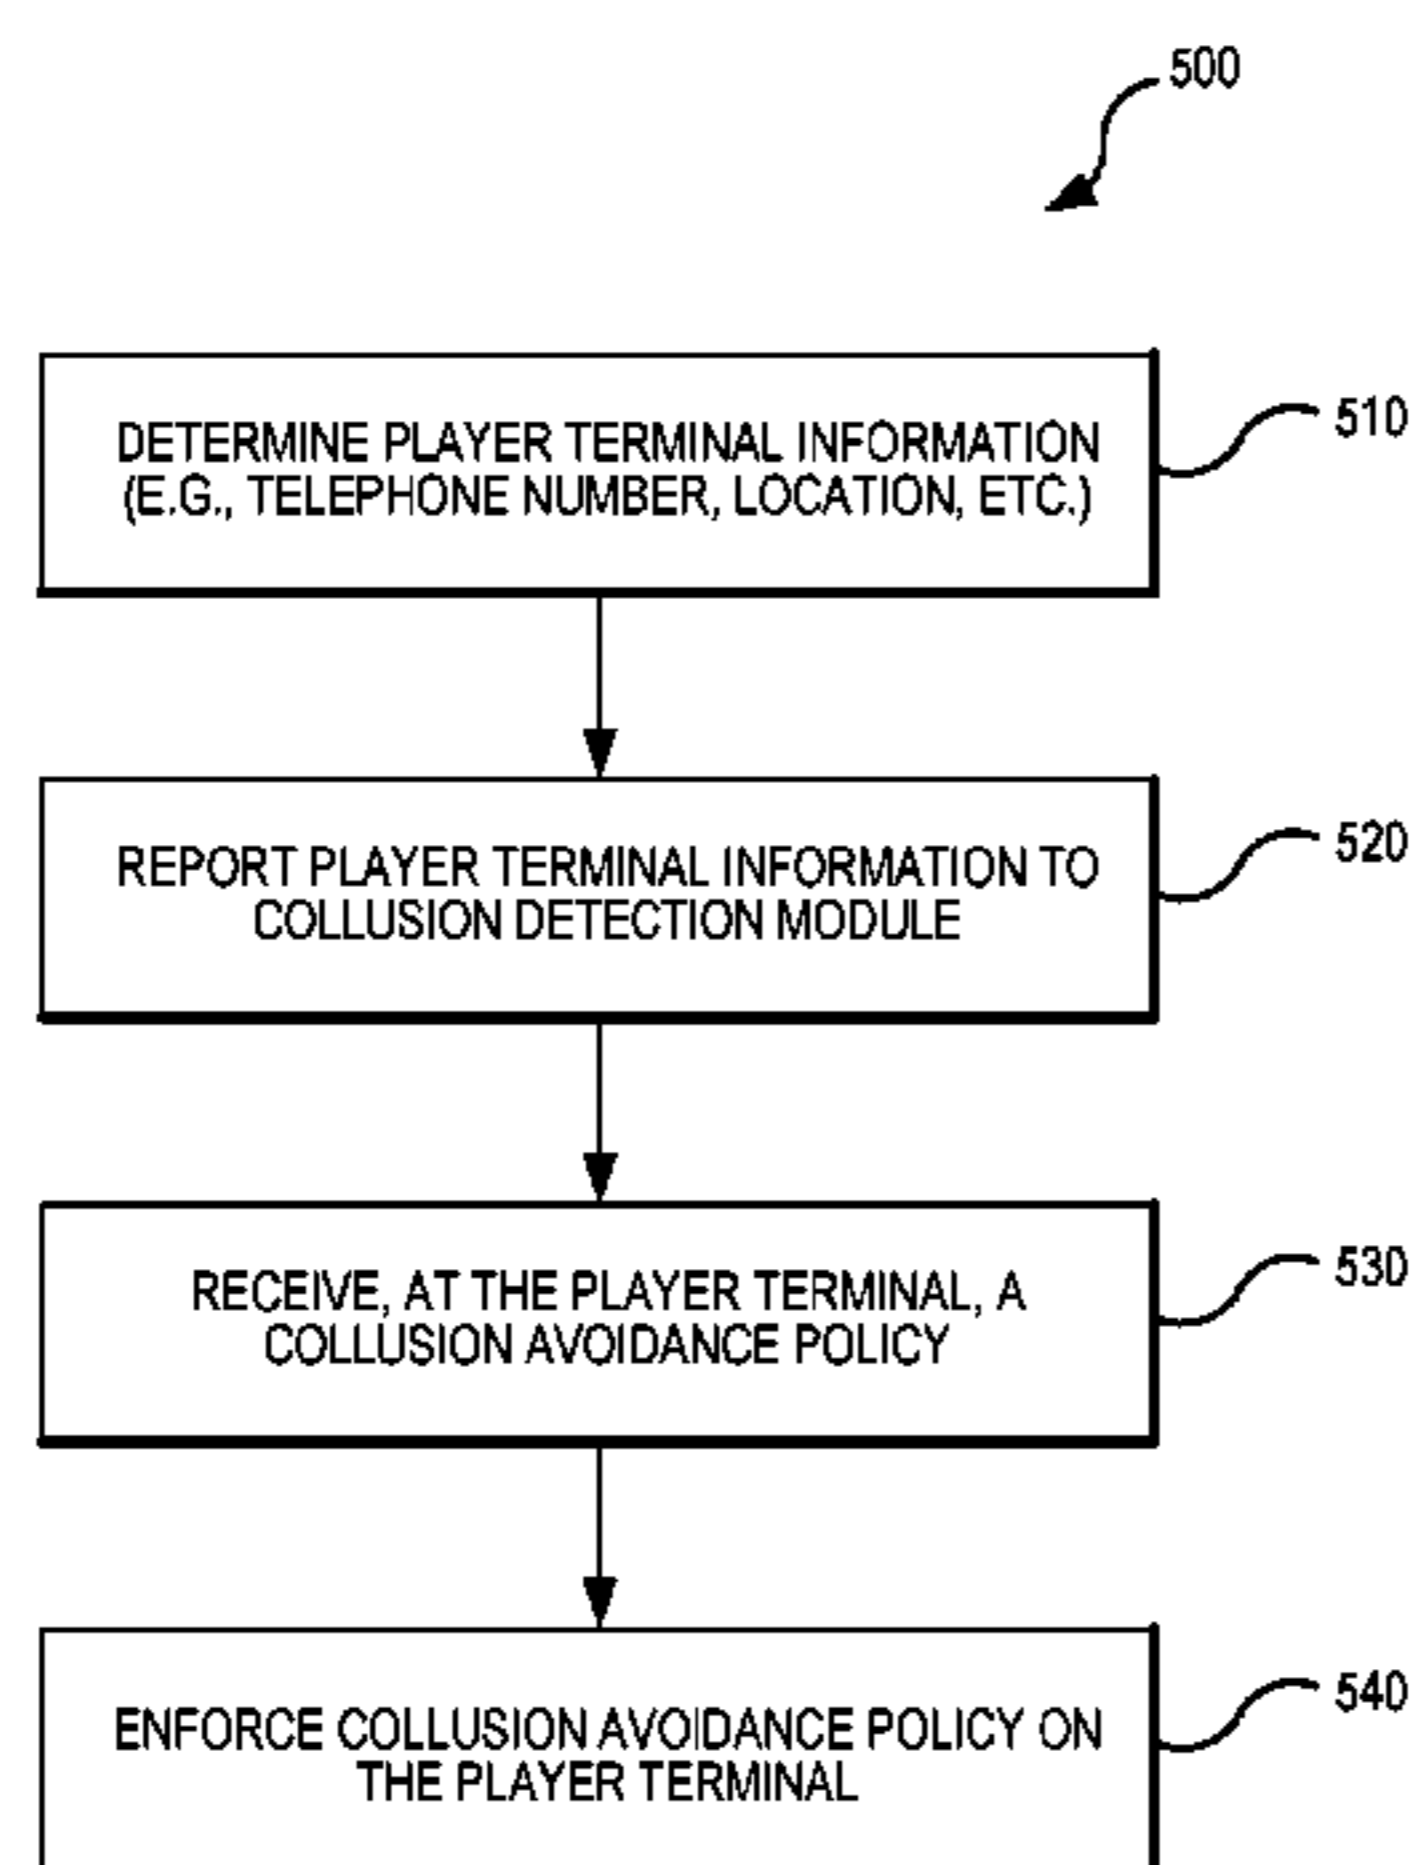 500
DETERMINE PLAYER TERMINAL INFORMATION
(E.G., TELEPHONE NUMBER, LOCATION, ETC.)
510
REPORT PLAYER TERMINAL INFORMATION TO
COLLUSION DETECTION MODULE
520
RECEIVE, AT THE PLAYER TERMINAL, A
COLLUSION AVOIDANCE POLICY
530
ENFORCE COLLUSION AVOIDANCE POLICY ON
THE PLAYER TERMINAL
540